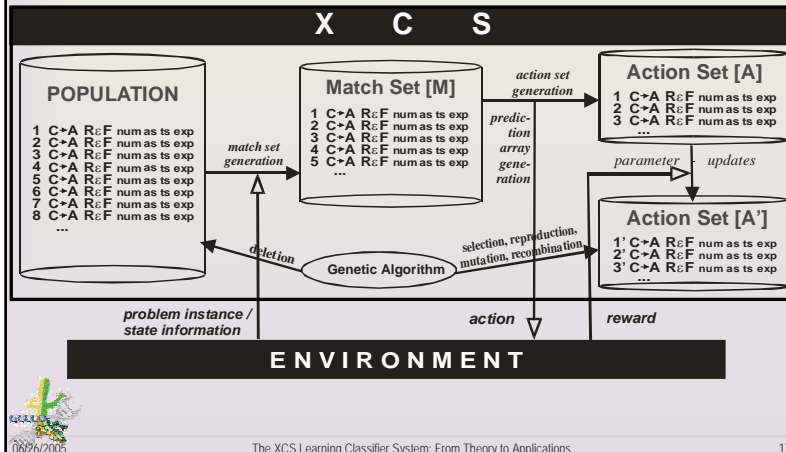 X C S
POPULATION
1 C→A RεF num as ts exp
2 C→A RεF num as ts exp
3 C→A RεF num as ts exp
4 C→A RεF num as ts exp
5 C→A RεF num as ts exp
6 C→A RεF num as ts exp
7 C→A RεF num as ts exp
8 C→A RεF num as ts exp
...
match set
generation
Match Set [M]
1 C→A RεF num as ts exp
2 C→A RεF num as ts exp
3 C→A RεF num as ts exp
4 C→A RεF num as ts exp
5 C→A RεF num as ts exp
...
action set
generation
predic-
tion
array
gene-
ration
Action Set [A]
1 C→A RεF num as ts exp
2 C→A RεF num as ts exp
3 C→A RεF num as ts exp
...
parameter - updates
Action Set [A']
1' C→A RεF num as ts exp
2' C→A RεF num as ts exp
3' C→A RεF num as ts exp
...
deletion
Genetic Algorithm
selection, reproduction,
mutation, recombination
problem instance /
state information
action
reward
ENVIRONMENT
06/26/2005
The XCS Learning Classifier System: From Theory to Applications